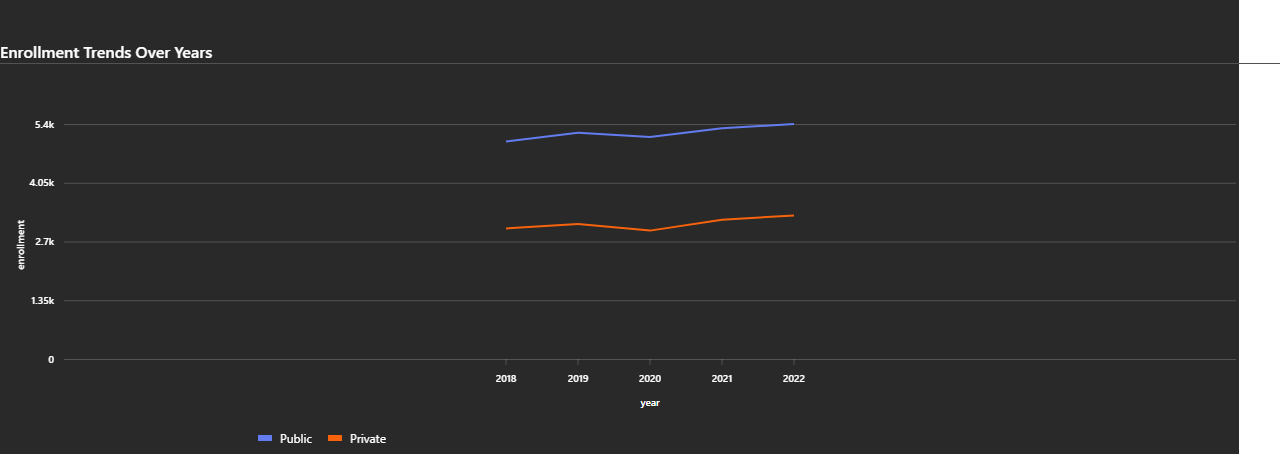 Enrollment Trends Over Years
5.4k
4.05k
2.7k
1.35k
0
enrollment
2018 2019 2020 2021 2022
year
Public Private